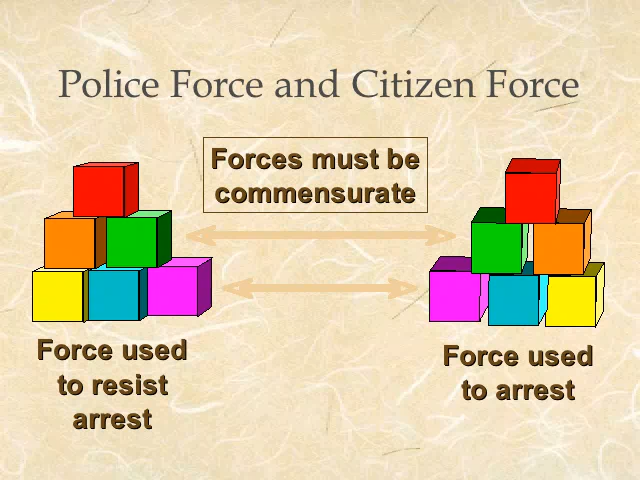 Police Force and Citizen Force
Forces must be
commensurate
Force used
to resist
arrest
Force used
to arrest